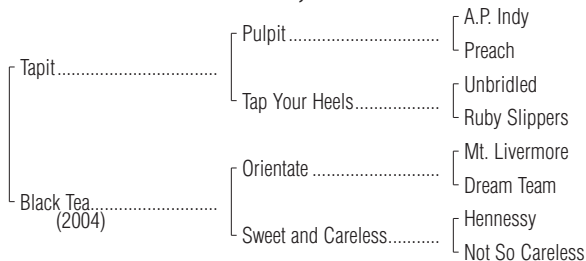 A.P. Indy
Pulpit........................................
Preach
Tapit..........................................
Unbridled
Tap Your Heels......................
Ruby Slippers
Mt. Livermore
Orientate .................................
Dream Team
Black Tea.................................
(2004)
Hennessy
Sweet and Careless.............
Not So Careless